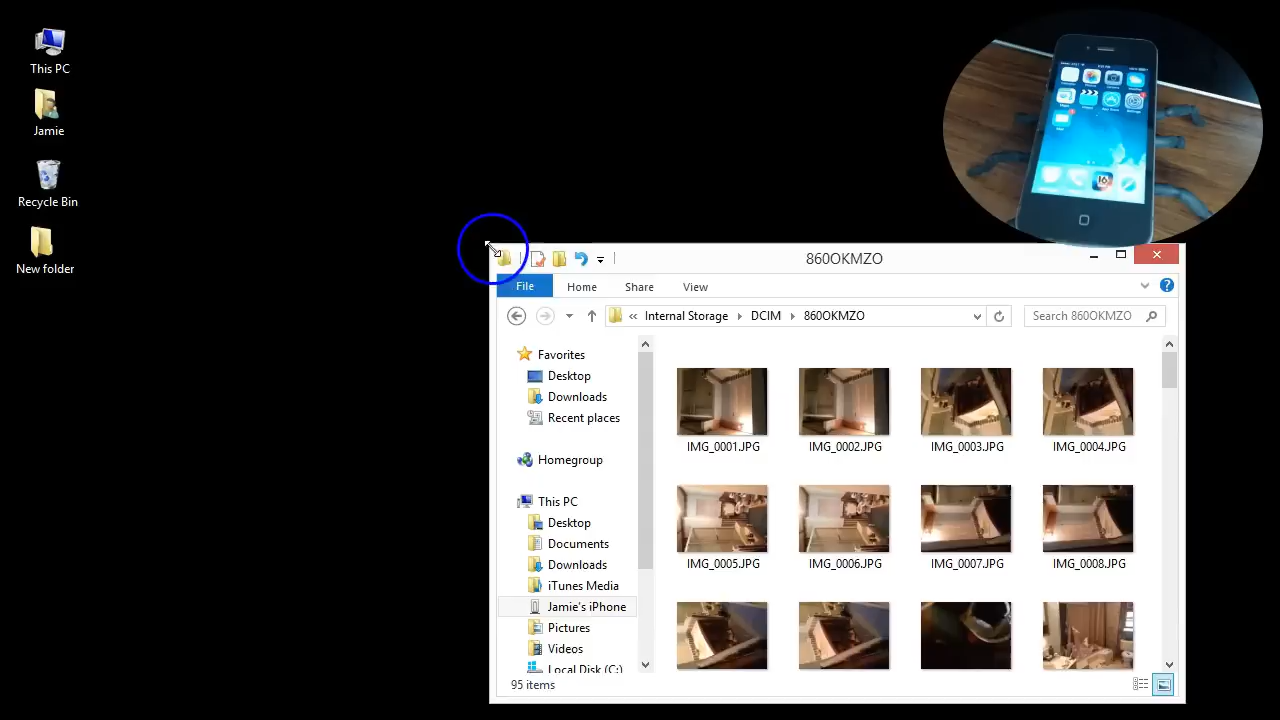 This PC
Jamie
Recycle Bin
New folder
860OKMZO
File Home Share View
Internal Storage DCIM 860OKMZO Search 860OKMZO
Favorites
Desktop
Downloads
Recent places
Homegroup
This PC
Desktop
Documents
Downloads
iTunes Media
Jamie's iPhone
Pictures
Videos
Local Disk (C:)
IMG_0001.JPG IMG_0002.JPG IMG_0003.JPG IMG_0004.JPG
IMG_0005.JPG IMG_0006.JPG IMG_0007.JPG IMG_0008.JPG
95 items